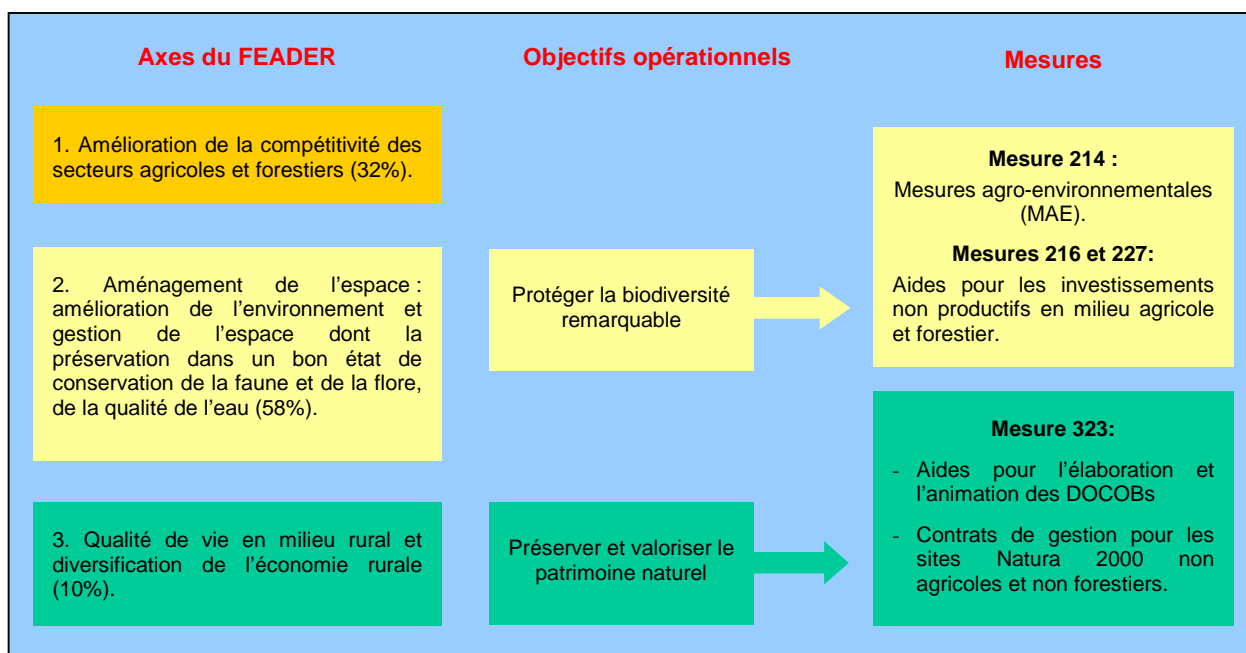 Axes du FEADER
Objectifs opérationnels
Mesures
1. Amélioration de la compétitivité des
secteurs agricoles et forestiers (32%).
2. Aménagement de l’espace :
amélioration de l’environnement et
gestion de l’espace dont la
préservation dans un bon état de
conservation de la faune et de la flore,
de la qualité de l’eau (58%).
Protéger la biodiversité
remarquable
Mesure 214 :
Mesures agro-environnementales
(MAE).
Mesures 216 et 227:
Aides pour les investissements
non productifs en milieu agricole
et forestier.
3. Qualité de vie en milieu rural et
diversification de l’économie rurale
(10%).
Préserver et valoriser le
patrimoine naturel
Mesure 323:
- Aides pour l’élaboration et
l’animation des DOCOBs
- Contrats de gestion pour les
sites Natura 2000 non
agricoles et non forestiers.